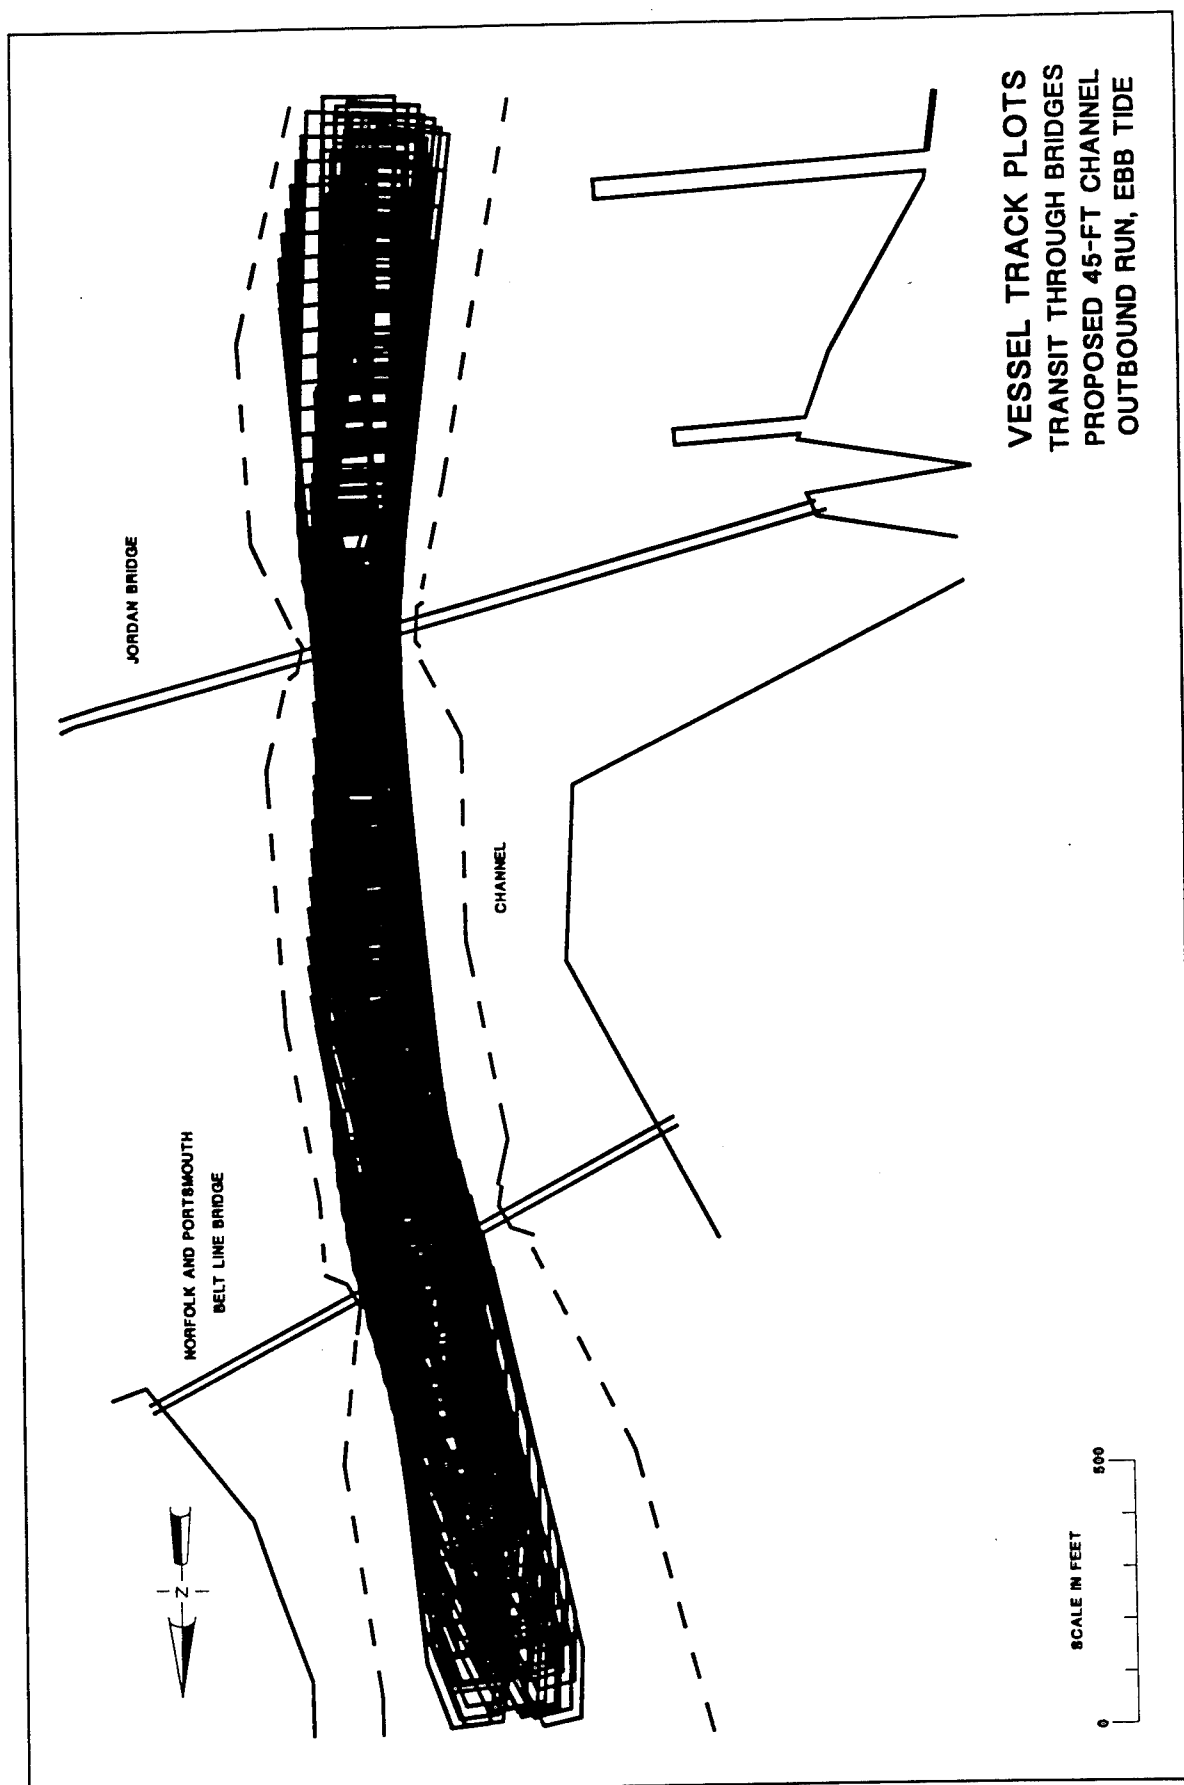 VESSEL TRACK PLOTS
TRANSIT THROUGH BRIDGES
PROPOSED 45-FT CHANNEL
OUTBOUND RUN, EBB TIDE
JORDAN BRIDGE
CHANNEL
NORFOLK AND PORTSMOUTH
BELT LINE BRIDGE
N
SCALE IN FEET
0
500